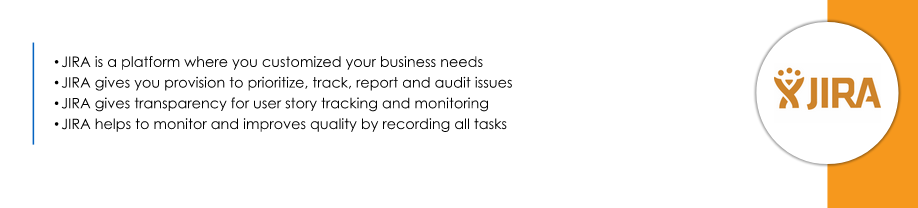 • JIRA is a platform where you customized your business needs
• JIRA gives you provision to prioritize, track, report and audit issues
• JIRA gives transparency for user story tracking and monitoring
• JIRA helps to monitor and improves quality by recording all tasks
JIRA